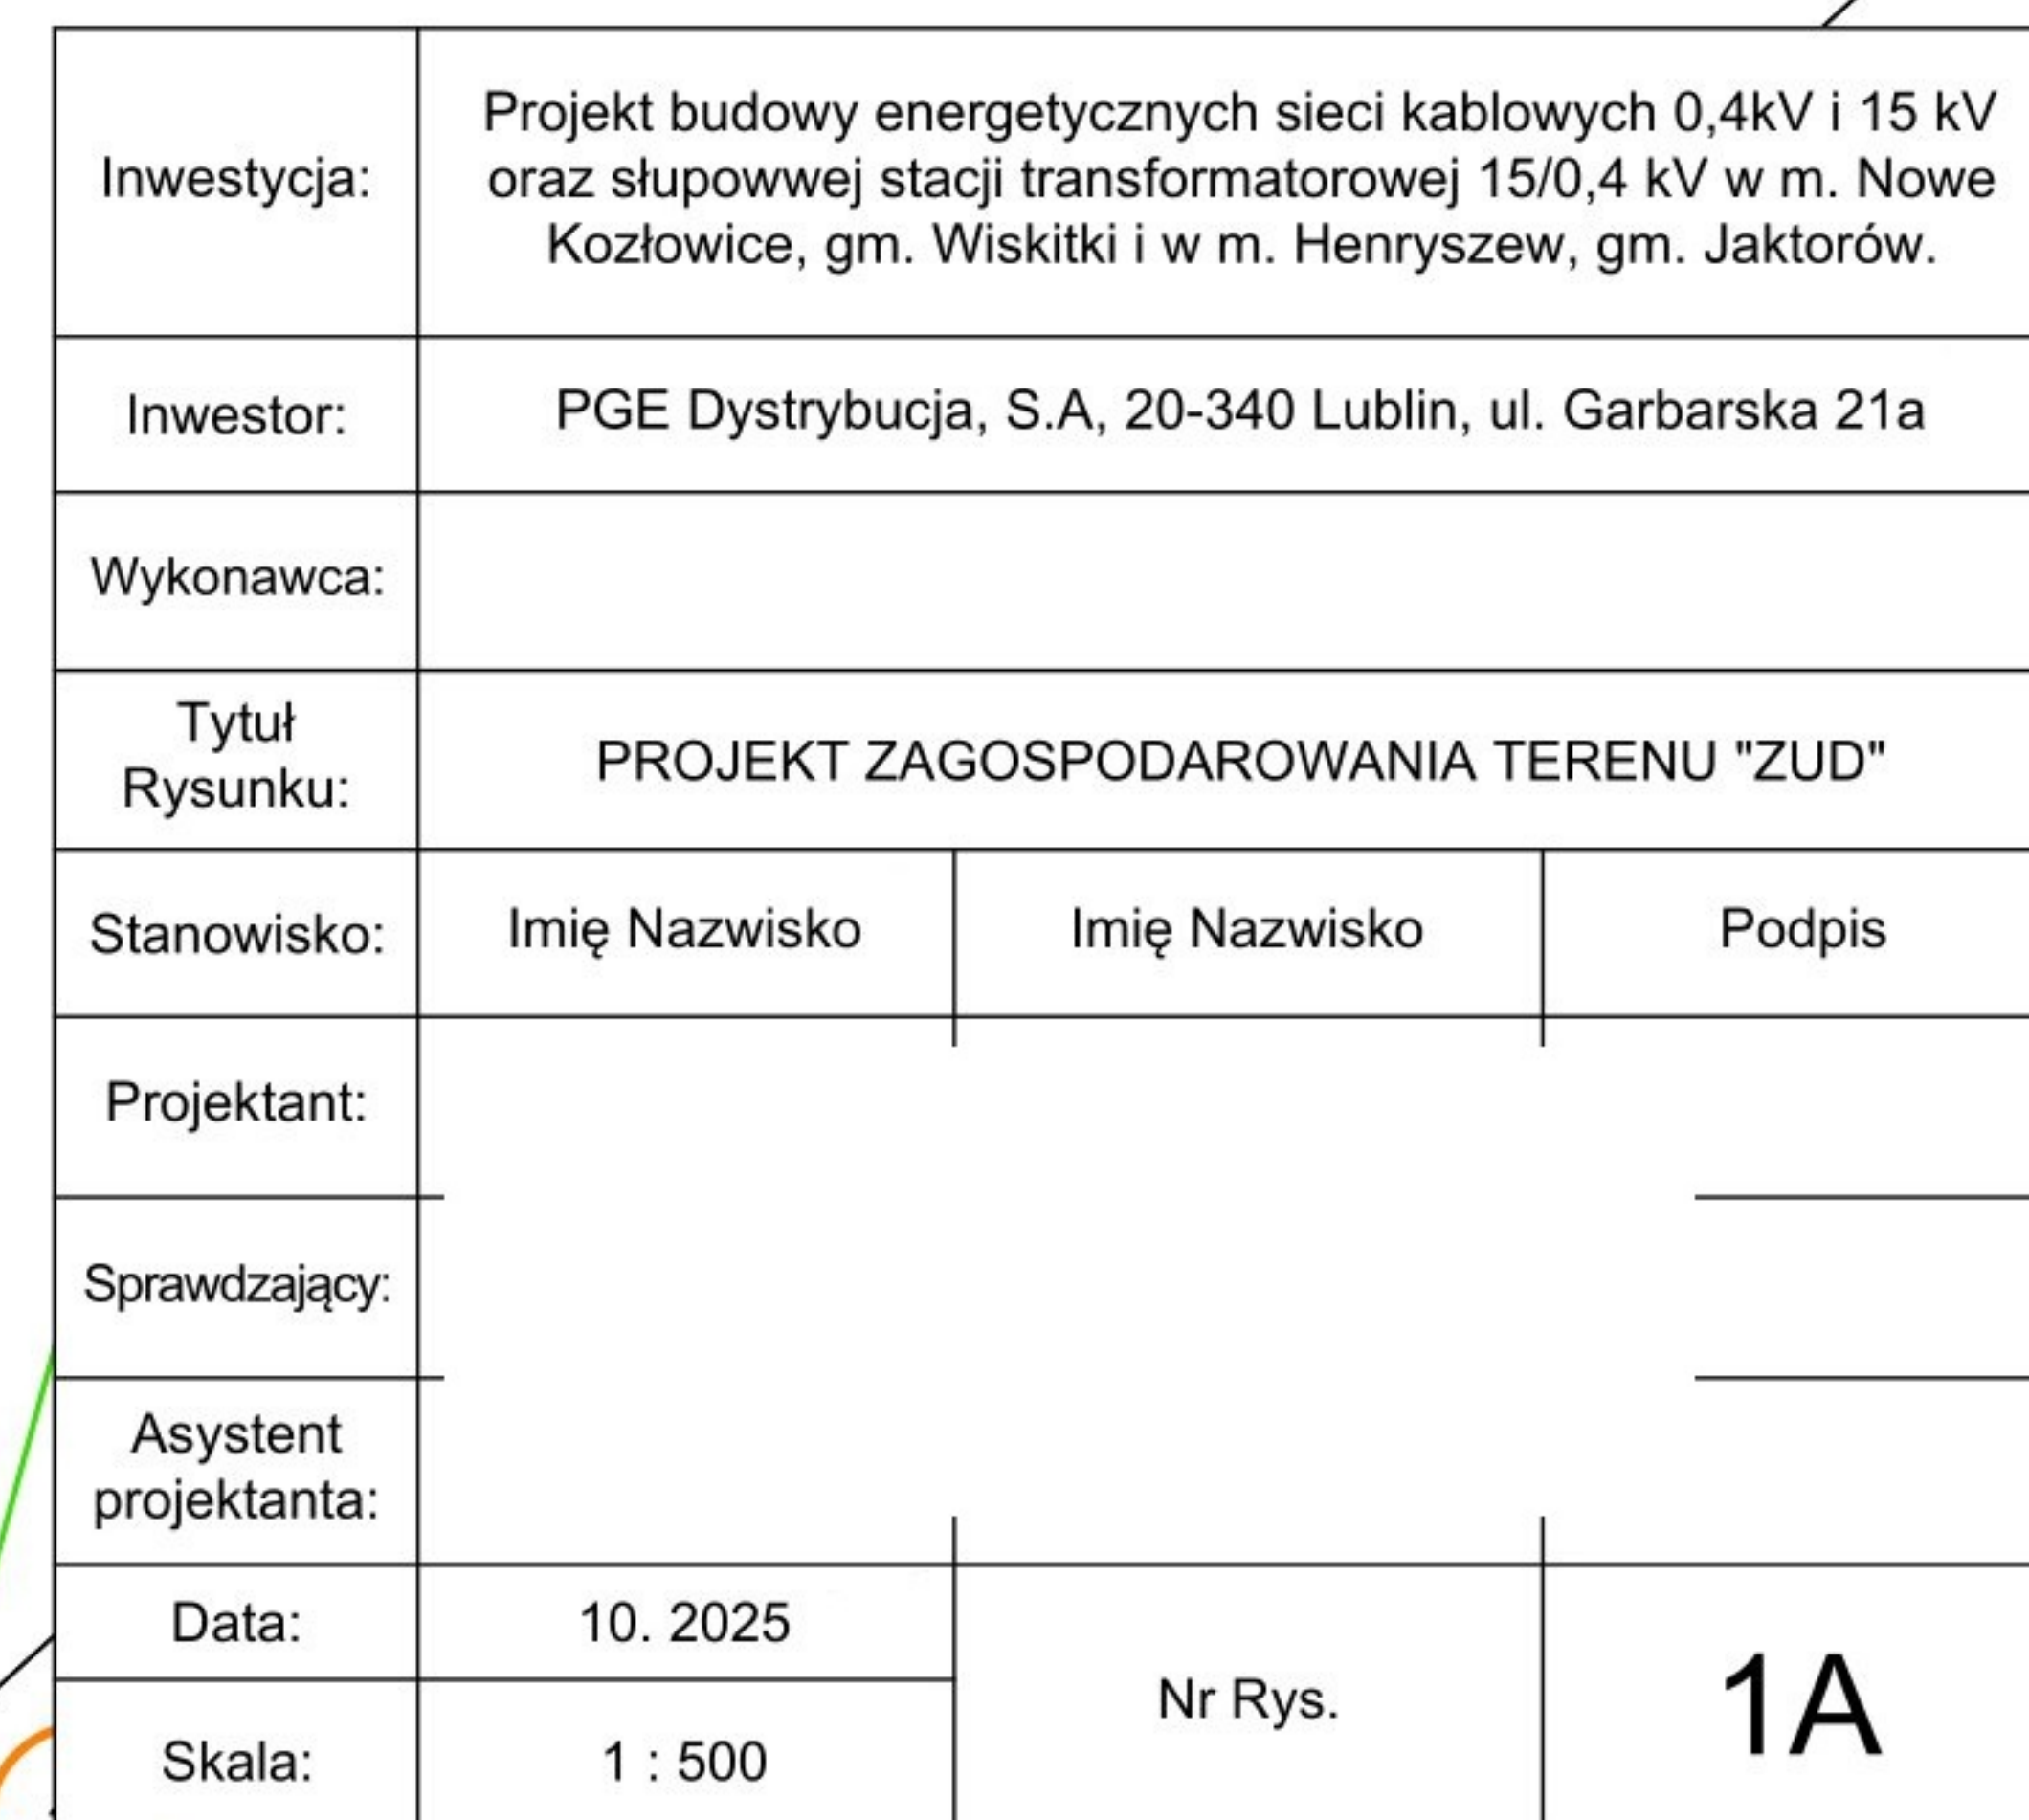 Inwestycja:
Projekt budowy energetycznych sieci kablowych 0,4kV i 15 kV
oraz słupowwej stacji transformatorowej 15/0,4 kV w m. Nowe
Kozłowice, gm. Wiskitki i w m. Henryszew, gm. Jaktorów.
Inwestor:
PGE Dystrybucja, S.A, 20-340 Lublin, ul. Garbarska 21a
Wykonawca:
Tytuł
Rysunku:
PROJEKT ZAGOSPODAROWANIA TERENU "ZUD"
Stanowisko:
Imię Nazwisko
Imię Nazwisko
Podpis
Projektant:
Sprawdzający:
Asystent
projektanta:
Data:
10. 2025
Skala:
1 : 500
Nr Rys.
1A